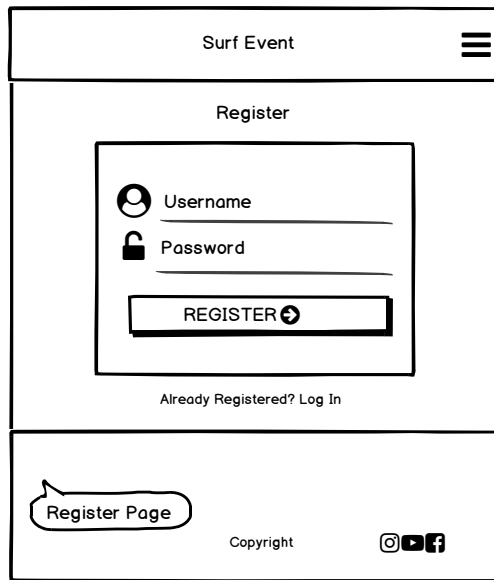 Surf Event
Register
Username
Password
REGISTER
Already Registered? Log In
Register Page
Copyright